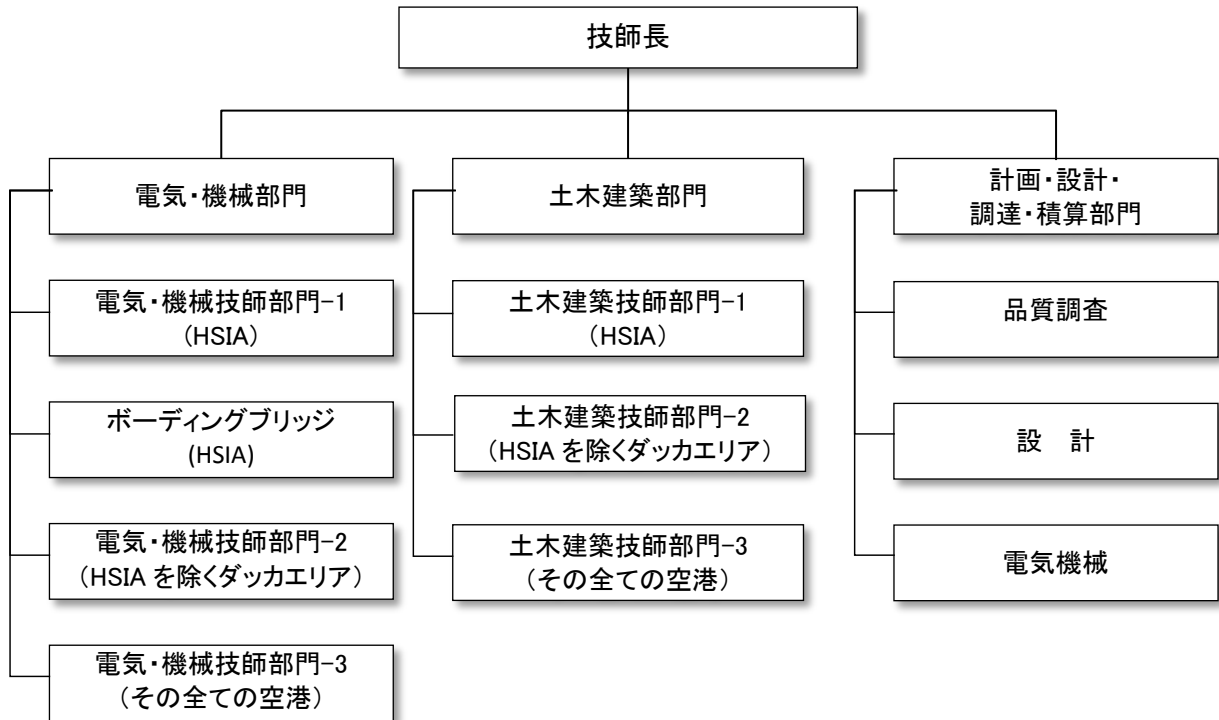 技師長
電気・機械部門
土木建築部門
計画・設計・
調達・積算部門
電気・機械技師部門-1
(HSIA)
土木建築技師部門-1
(HSIA)
品質調査
ボーディングブリッジ
(HSIA)
土木建築技師部門-2
(HSIA を除くダッカエリア)
設　計
電気・機械技師部門-2
(HSIA を除くダッカエリア)
土木建築技師部門-3
(その全ての空港)
電気機械
電気・機械技師部門-3
(その全ての空港)